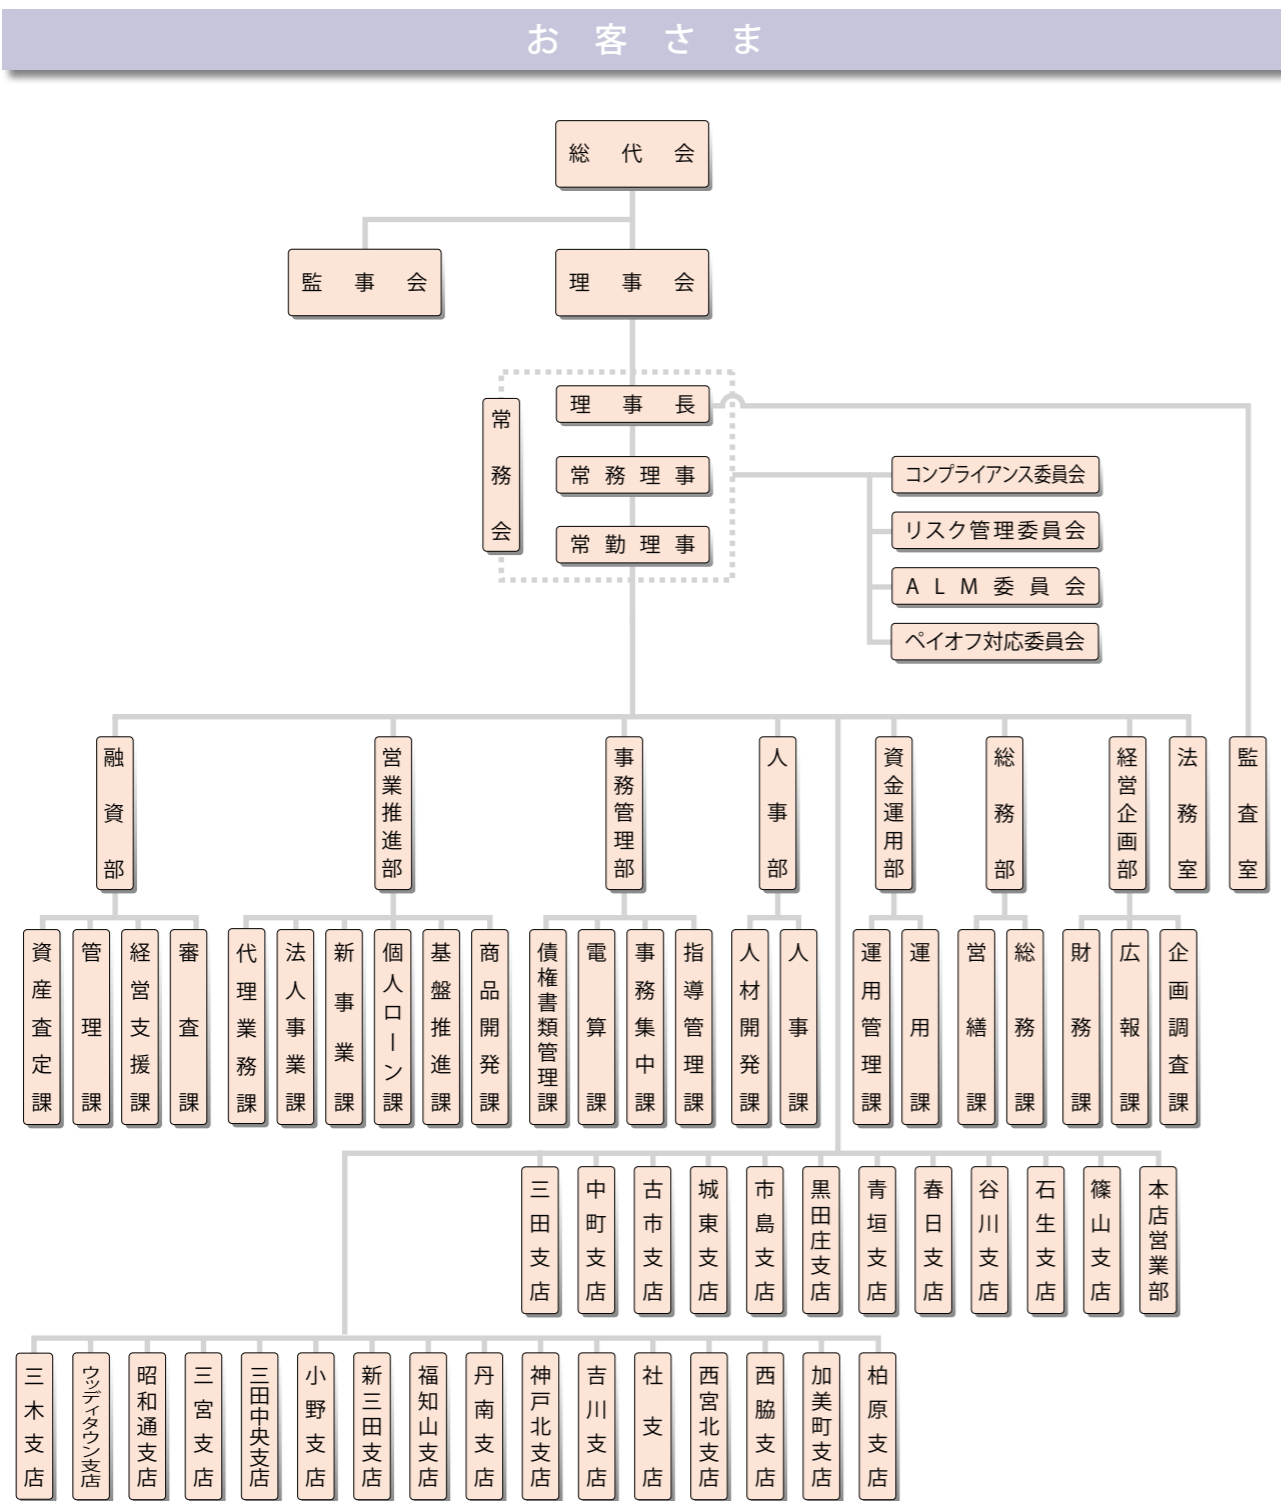 お客さま
総代会
監事会
理事会
常務会
理事長
常務理事
常勤理事
コンプライアンス委員会
リスク管理委員会
ALM委員会
ペイオフ対応委員会
融資部
営業推進部
事務管理部
人事部
資金運用部
総務部
経営企画部
法務室
監査室
資産査定課
管理課
経営支援課
審査課
代理業務課
法人事業課
新事業課
個人ローン課
基盤推進課
商品開発課
債権書類管理課
電算課
事務集中課
指導管理課
人材開発課
人事課
運用管理課
運用課
営繕課
総務課
財務課
広報課
企画調査課
三田支店
中町支店
古市支店
城東支店
市島支店
黒田庄支店
青垣支店
春日支店
谷川支店
石生支店
篠山支店
本店営業部
三木支店
ウッディタウン支店
昭和通支店
三宮支店
三田中央支店
小野支店
新三田支店
福知山支店
丹南支店
神戸北支店
吉川支店
社支店
西宮北支店
西脇支店
加美町支店
柏原支店